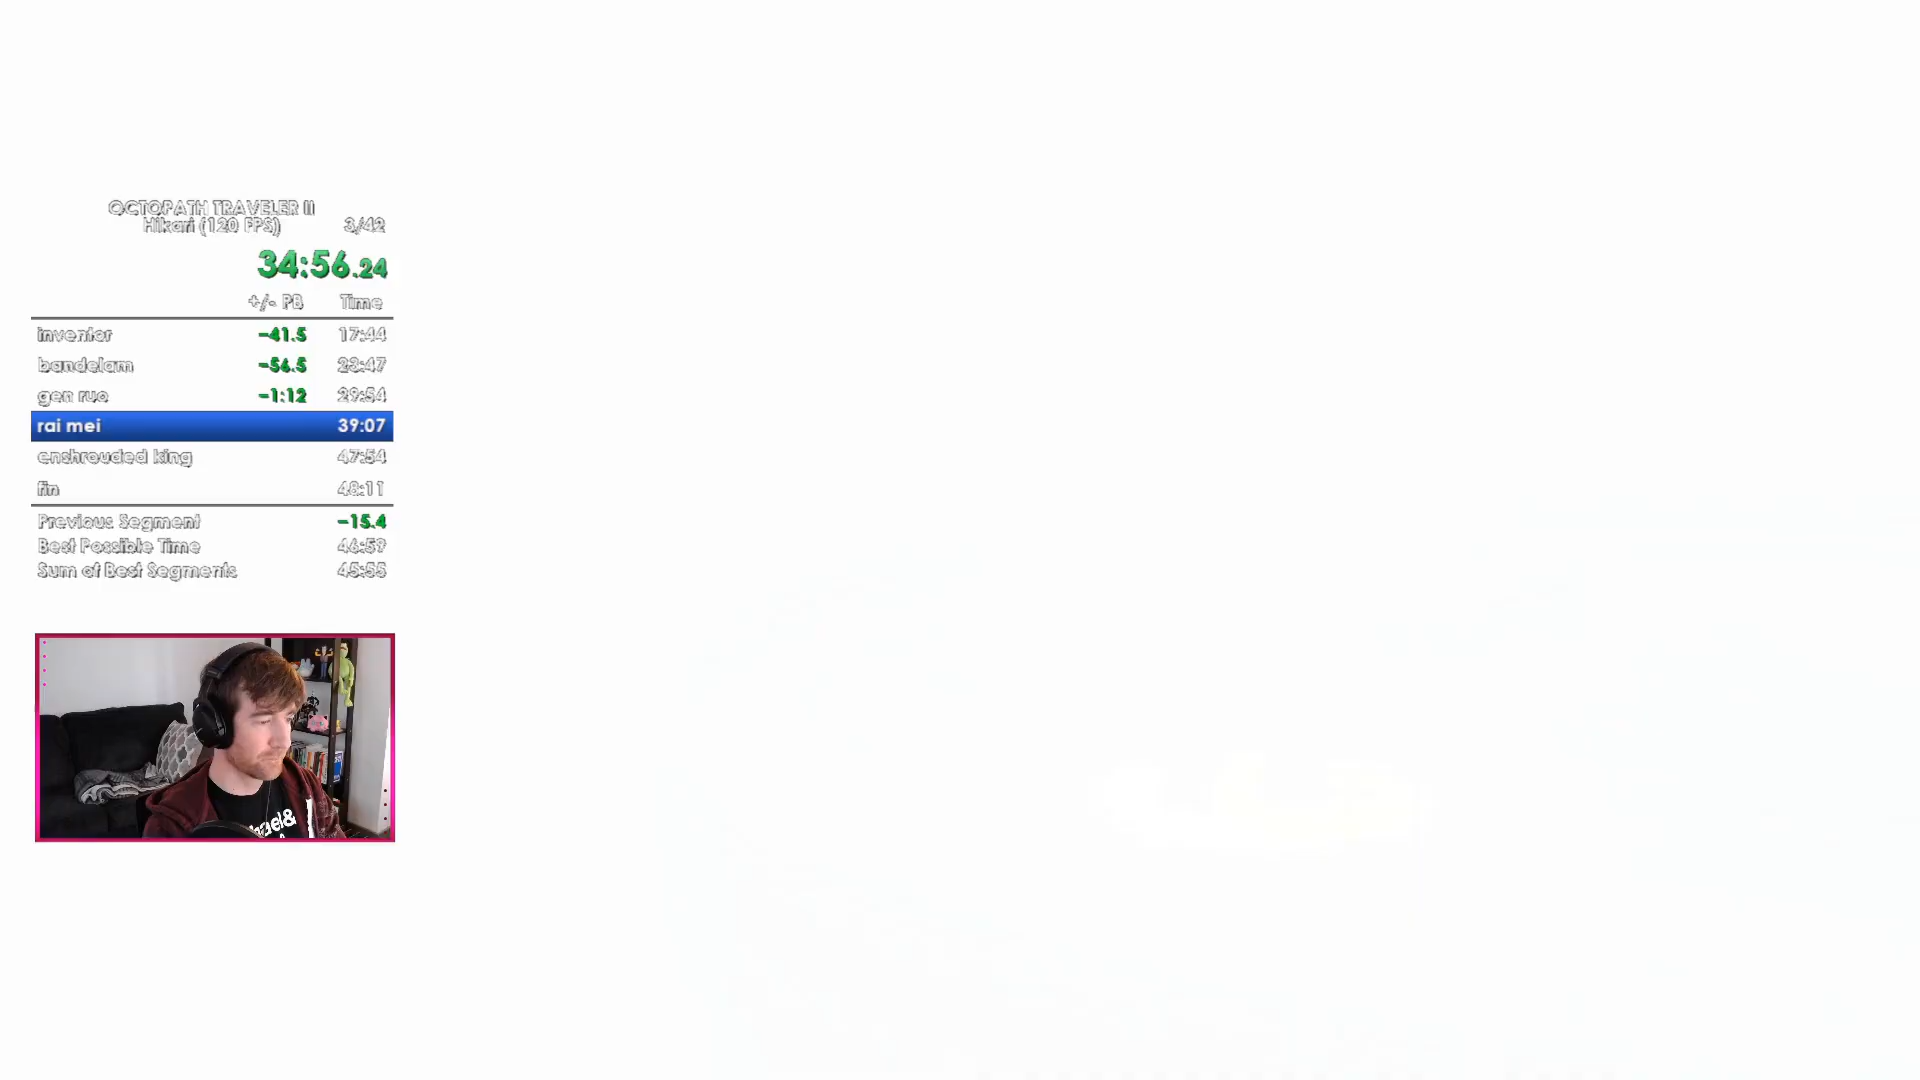 OCTOPATH TRAVELER II
Hikari (120 FPS) 3/42
34:56.24
+/- PB Time
inventor -41.5 17:44
bandelam -56.5 23:47
gen ruo -1:12 29:54
rai mei 39:07
enshrouded king 47:54
fin 48:11
Previous Segment -15.4
Best Possible Time 46:59
Sum of Best Segments 45:55